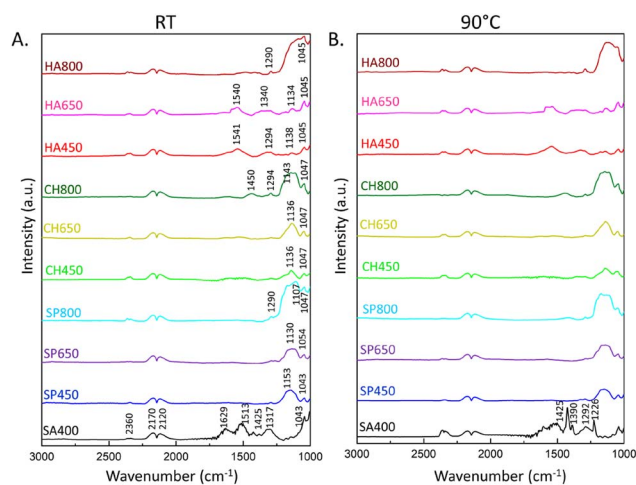 RT
90°C
A.
B.
HA800
1290
1045
HA650
1540
1340
1134
1045
HA450
1541
1294
1138
1045
CH800
1450
1294
1143
1047
CH650
1136
1047
CH450
1136
1047
SP800
1290
1107
1047
SP650
1130
1054
SP450
1153
1043
SA400
2360
2170
2120
1629
1513
1425
1317
1043
Intensity (a.u.)
3000
2500
2000
1500
1000
Wavenumber (cm-1)
HA800
HA650
HA450
CH800
CH650
CH450
SP800
SP650
SP450
SA400
1425
1390
1292
1226
Intensity (a.u.)
3000
2500
2000
1500
1000
Wavenumber (cm-1)